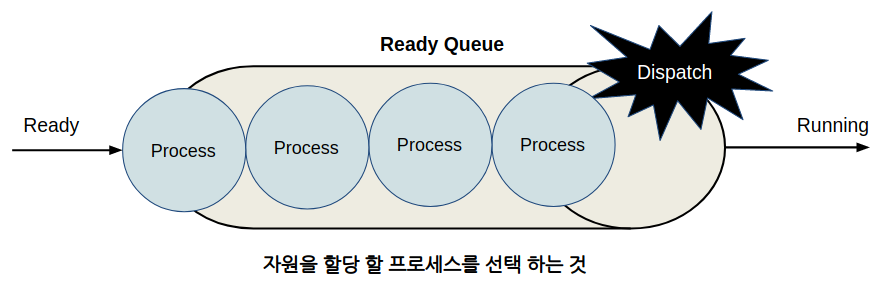 Ready Queue
Dispatch
Ready
Running
Process
Process
Process
Process
자원을 할당 할 프로세스를 선택 하는 것